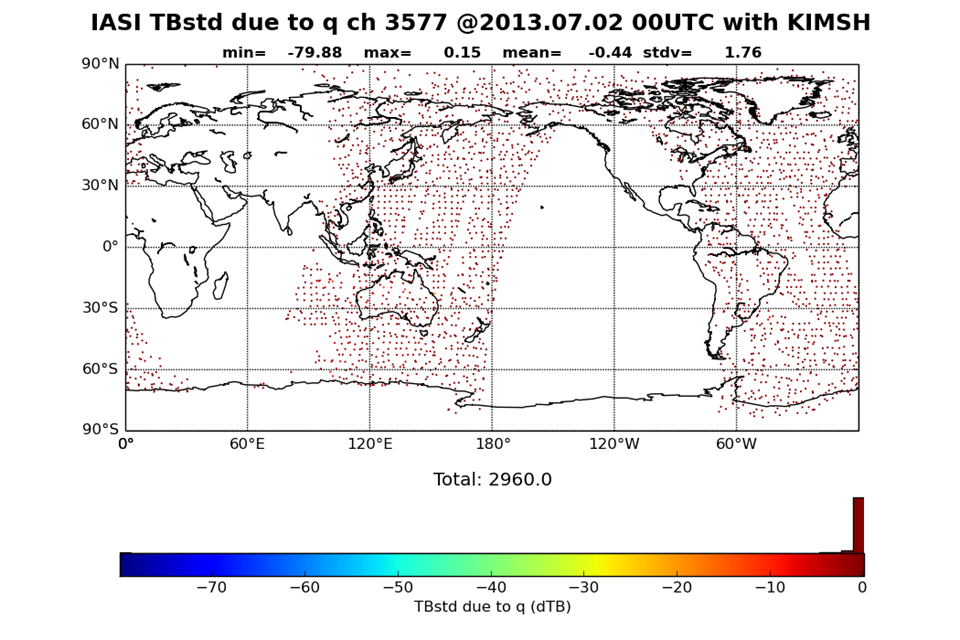 IASI TBstd due to q ch 3577 @2013.07.02 00UTC with KIMSH
min= -79.88 max= 0.15 mean= -0.44 stdv= 1.76
90°N
60°N
30°N
0°
30°S
60°S
90°S
0° 60°E 120°E 180° 120°W 60°W
Total: 2960.0
−70 −60 −50 −40 −30 −20 −10 0
TBstd due to q (dTB)